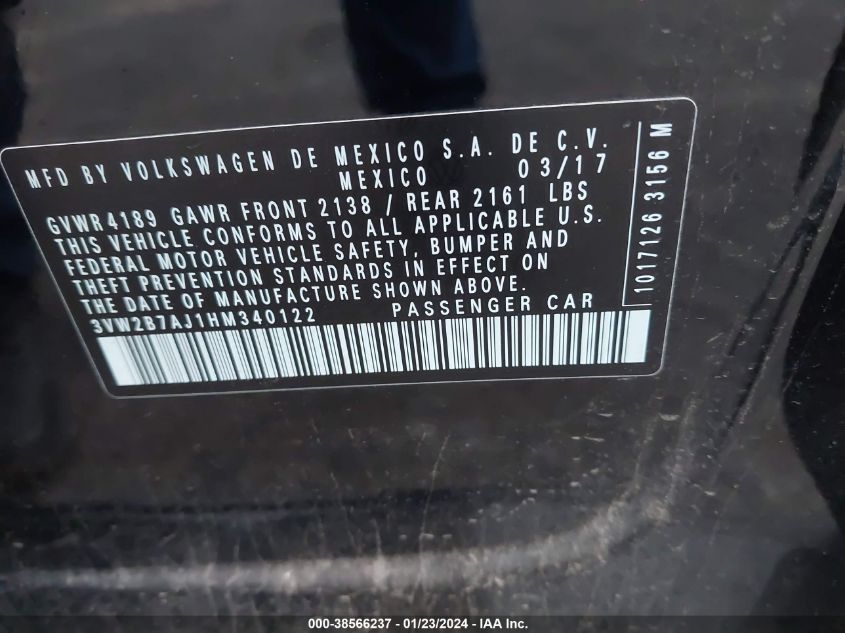 MFD BY VOLKSWAGEN DE MEXICO S.A. DE C.V.
MEXICO 03/17
GVWR4189 GAWR FRONT 2138 / REAR 2161 LBS
THIS VEHICLE CONFORMS TO ALL APPLICABLE U.S.
FEDERAL MOTOR VEHICLE SAFETY, BUMPER AND
THEFT PREVENTION STANDARDS IN EFFECT ON
THE DATE OF MANUFACTURE SHOWN ABOVE.
3VW2B7AJ1HM340122 PASSENGER CAR
1017126 3156 M
000-38566237 - 01/23/2024 - IAA Inc.